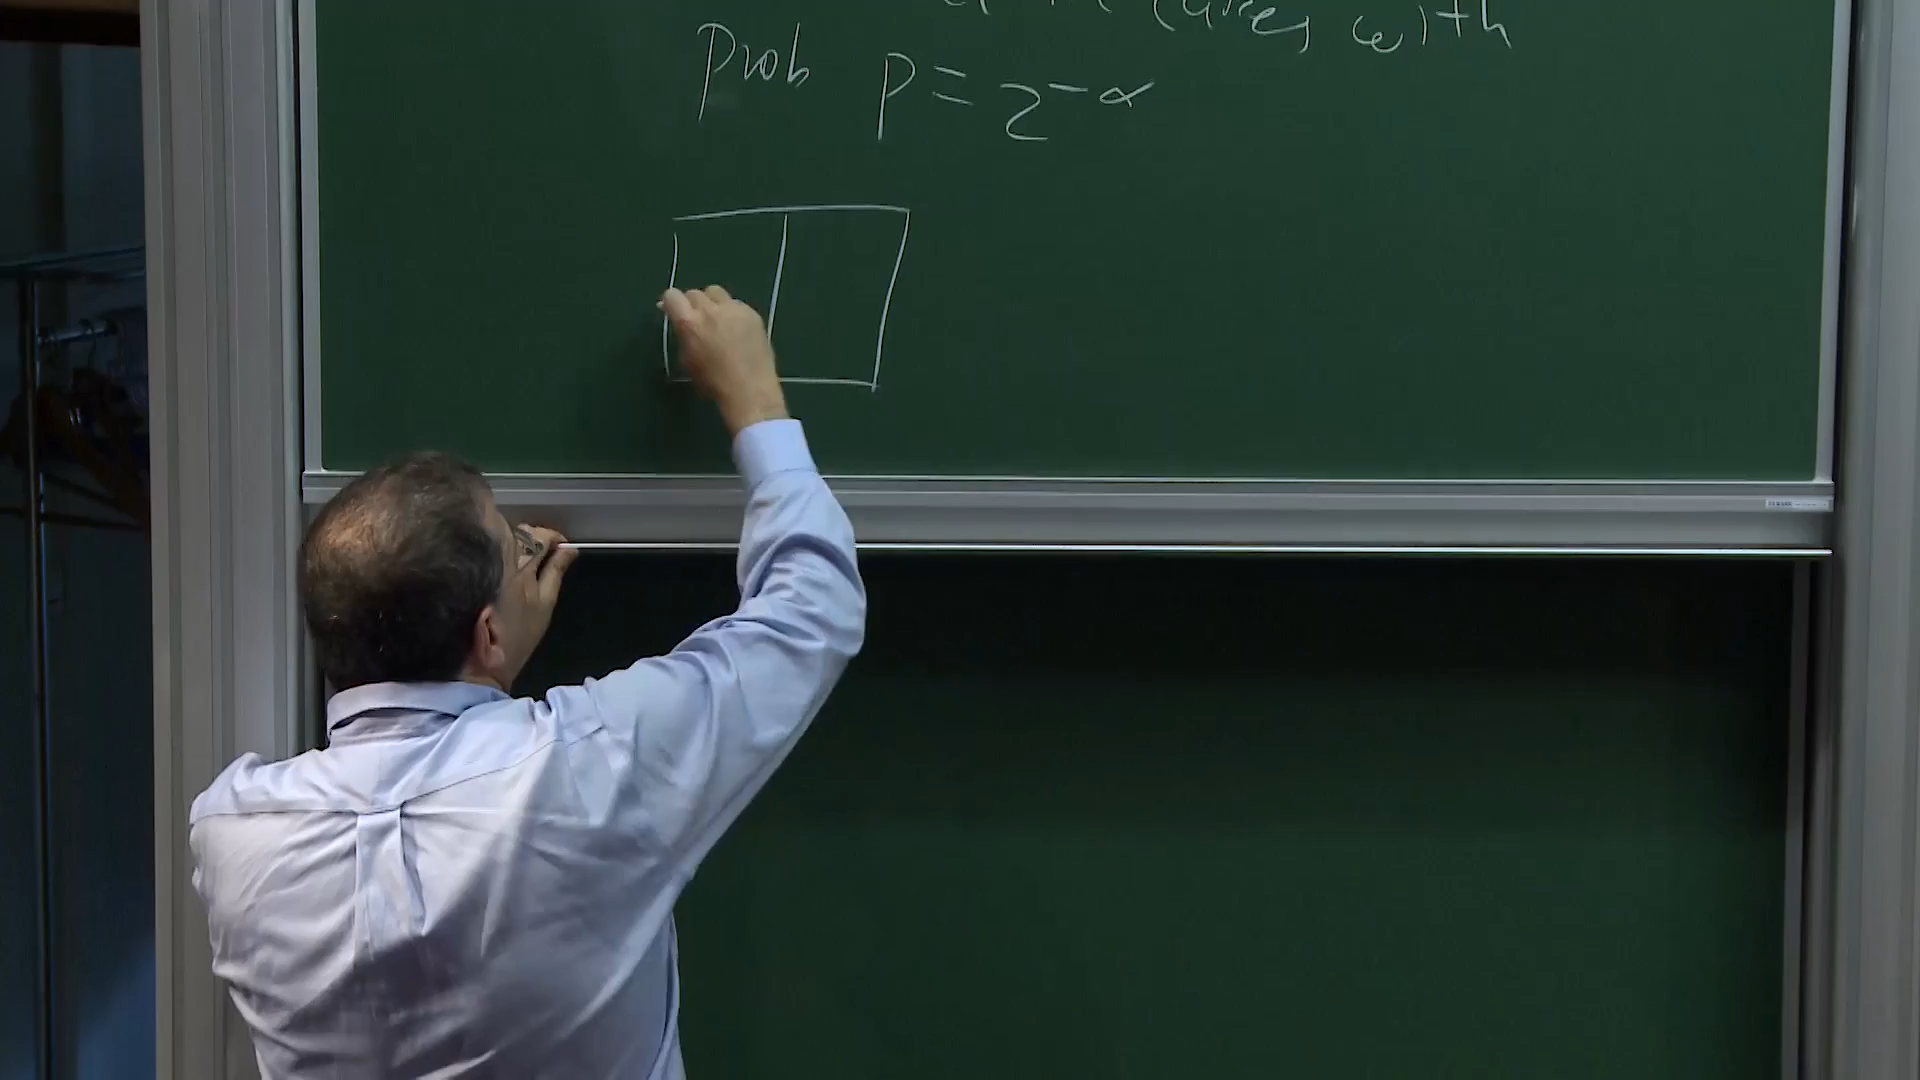 with
Prob p = 2^{-α}